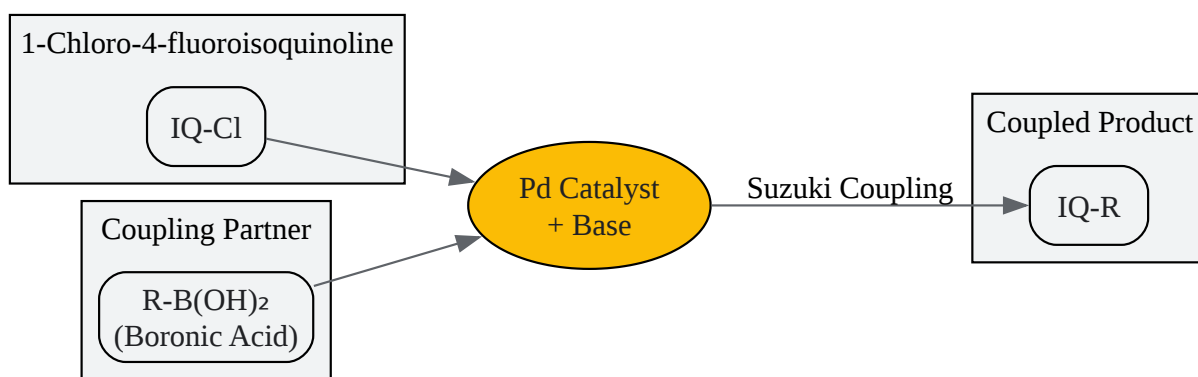 1-Chloro-4-fluoroisoquinoline
IQ-Cl
Coupling Partner
R-B(OH)₂
(Boronic Acid)
Pd Catalyst
+ Base
Suzuki Coupling
Coupled Product
IQ-R